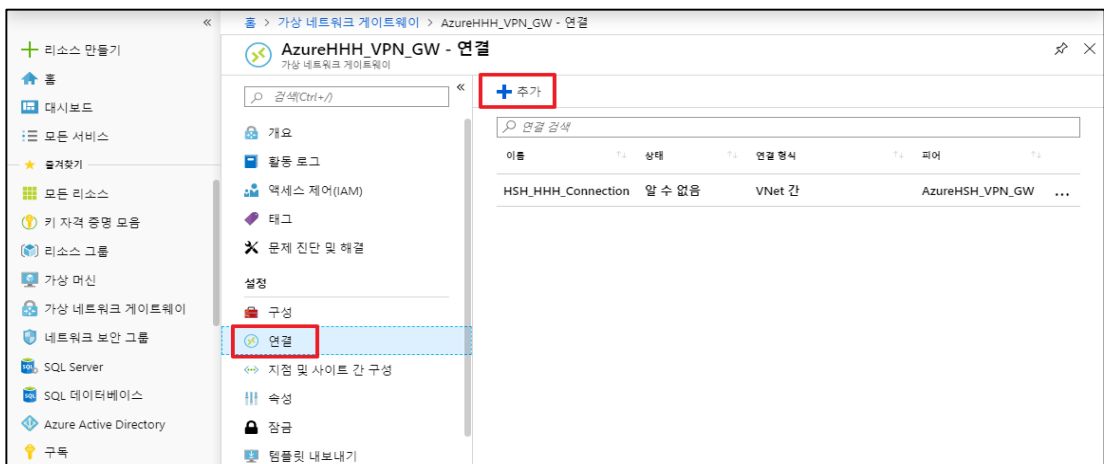 «
홈 > 가상 네트워크 게이트웨이 > AzureHHH_VPN_GW - 연결
리소스 만들기
홈
대시보드
모든 서비스
즐겨찾기
모든 리소스
키 자격 증명 모음
리소스 그룹
가상 머신
가상 네트워크 게이트웨이
네트워크 보안 그룹
SQL Server
SQL 데이터베이스
Azure Active Directory
구독
AzureHHH_VPN_GW - 연결
가상 네트워크 게이트웨이
검색(Ctrl+/)
«
개요
활동 로그
액세스 제어(IAM)
태그
문제 진단 및 해결
설정
구성
연결
지점 및 사이트 간 구성
속성
잠금
템플릿 내보내기
추가
연결 검색
이름 ↑↓ 상태 ↑↓ 연결 형식 ↑↓ 피어 ↑↓
HSH_HHH_Connection 알 수 없음 VNet 간 AzureHSH_VPN_GW ...